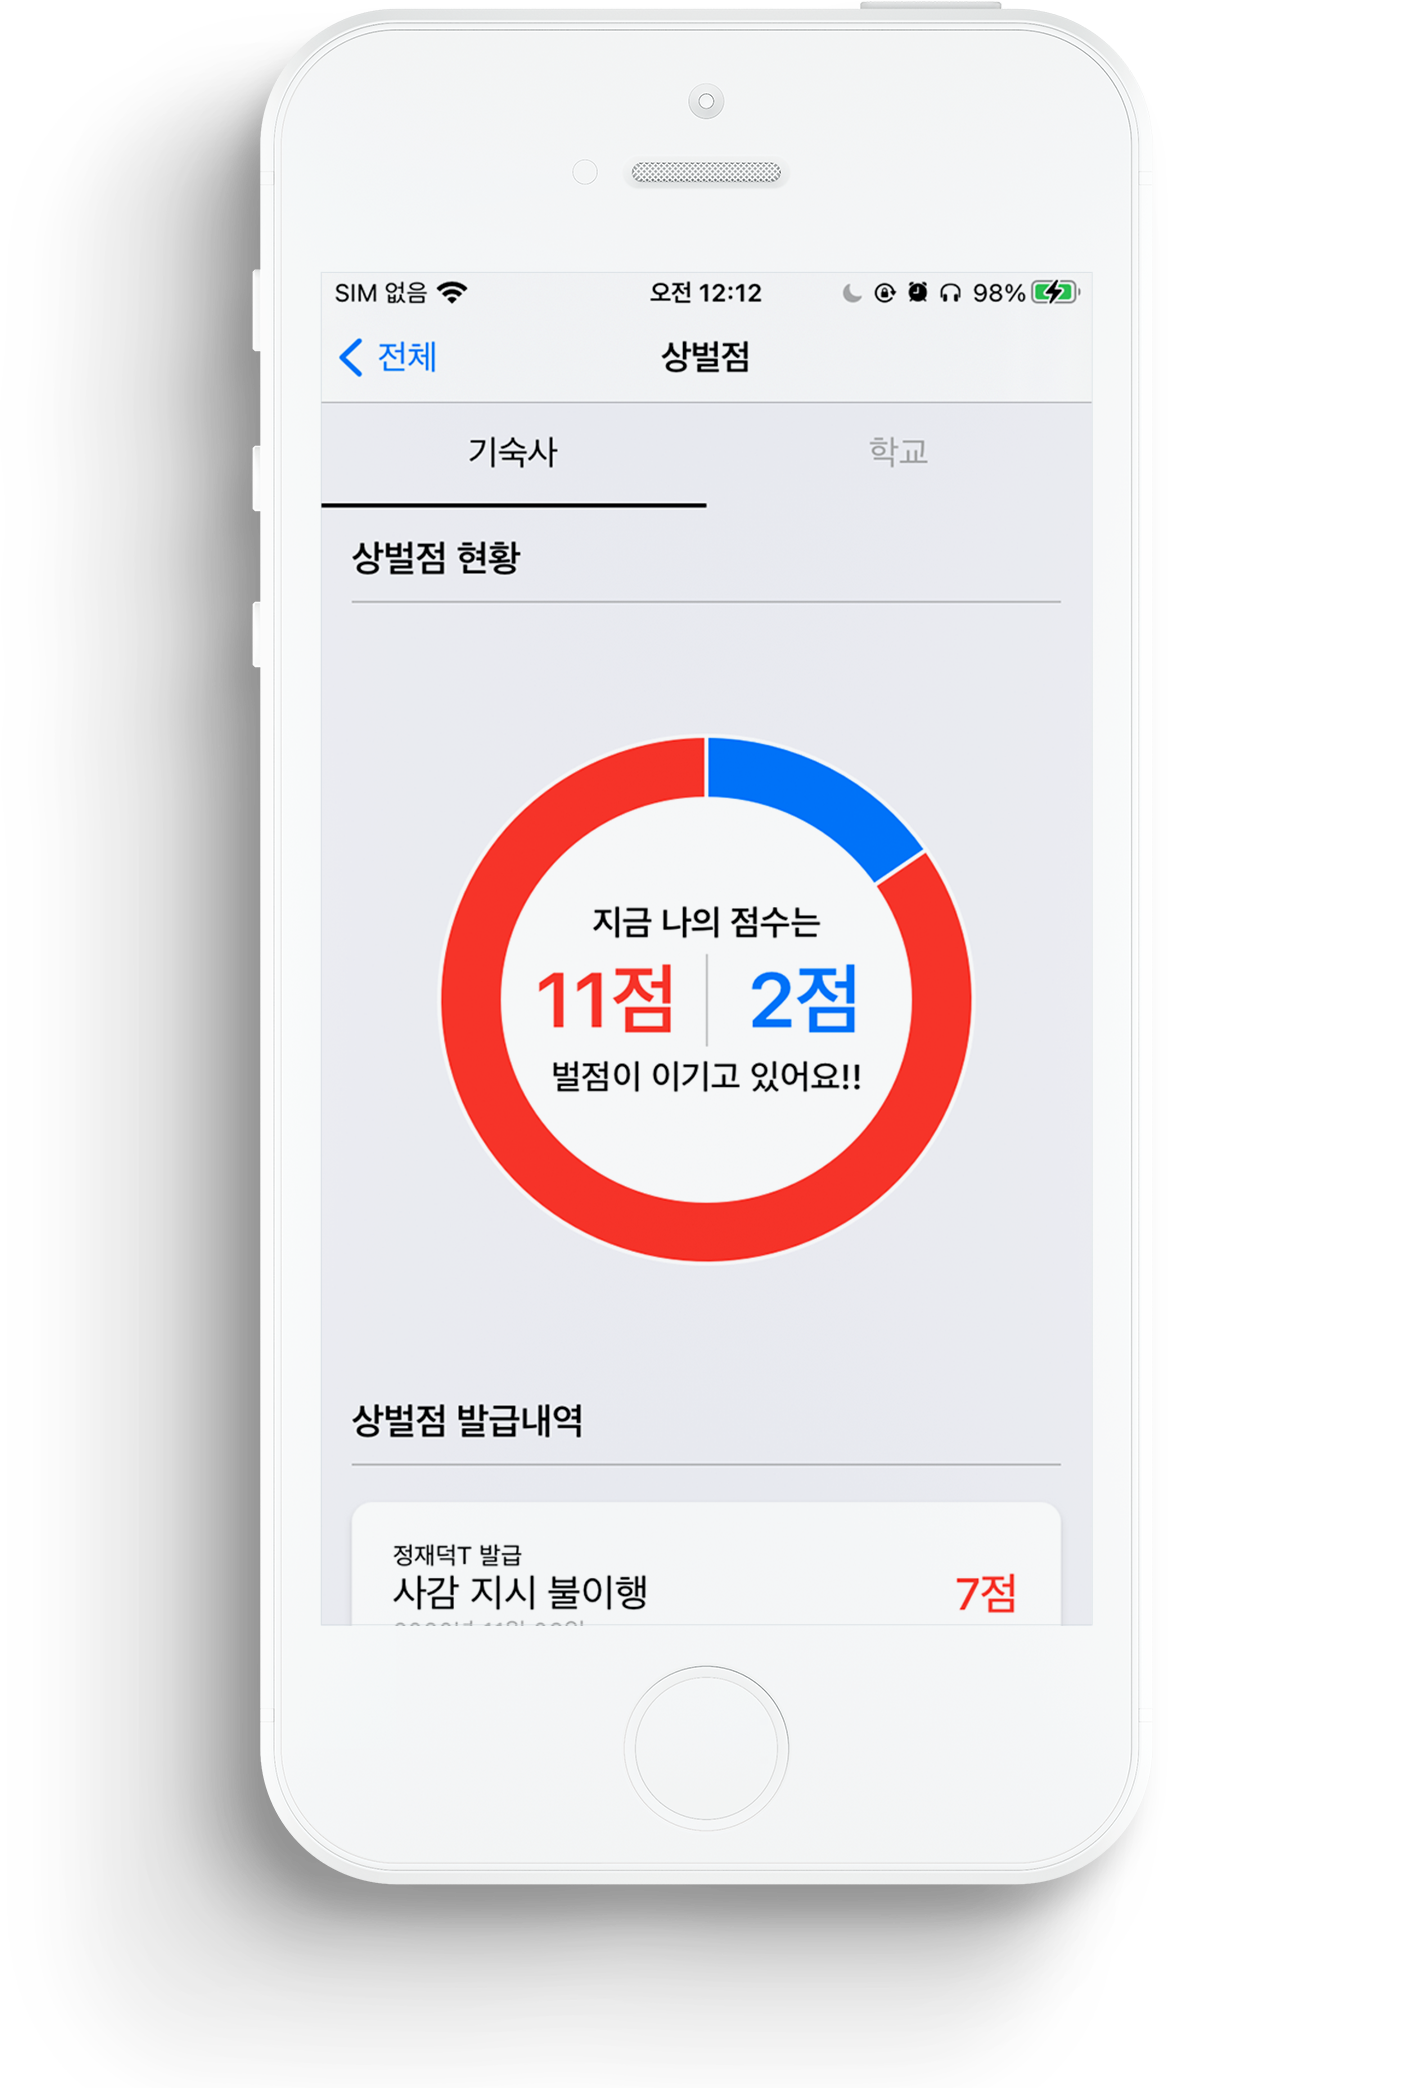 SIM 없음 오전 12:12 98%
전체 상벌점
기숙사 학교
상벌점 현황
지금 나의 점수는
11점 2점
벌점이 이기고 있어요!!
상벌점 발급내역
정재덕T 발급
사감 지시 불이행 7점